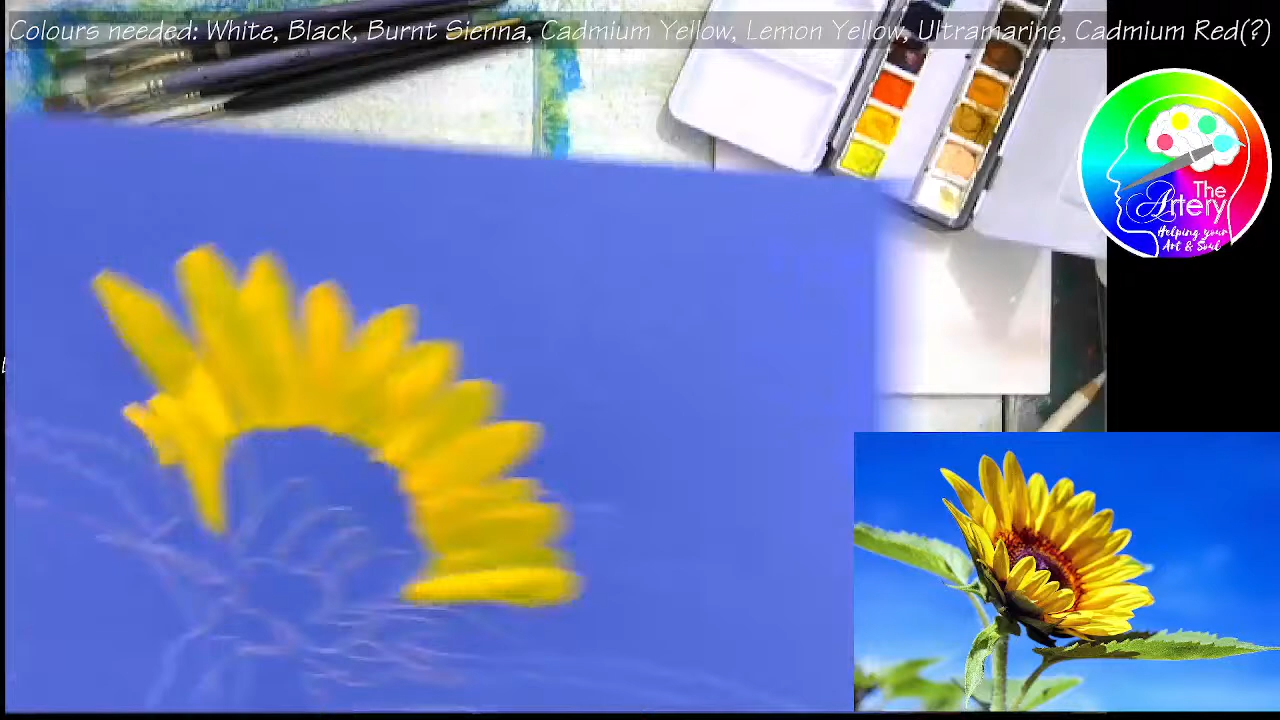 Colours needed: White, Black, Burnt Sienna, Cadmium Yellow, Lemon Yellow, Ultramarine, Cadmium Red(?)
The
Artery
Helping your
Art & Soul